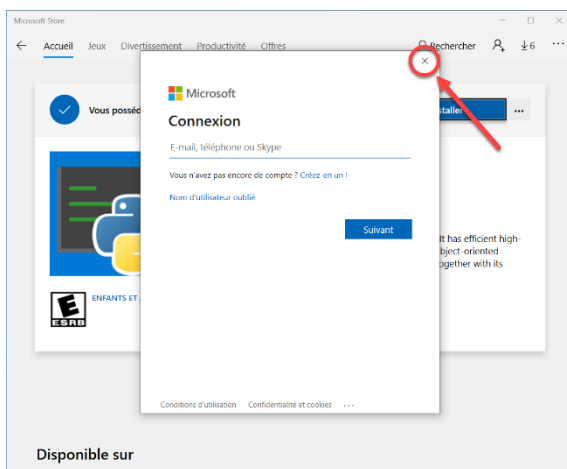 Microsoft Store
Accueil Jeux Divertissement Productivité Offres Rechercher 6
Vous posséd
staller
Microsoft
Connexion
E-mail, téléphone ou Skype
Vous n'avez pas encore de compte ? Créez-en un !
Nom d'utilisateur oublié
Suivant
It has efficient high-
bject-oriented
ogether with its
E
ESRB
ENFANTS ET
Conditions d'utilisation Confidentialité et cookies
Disponible sur